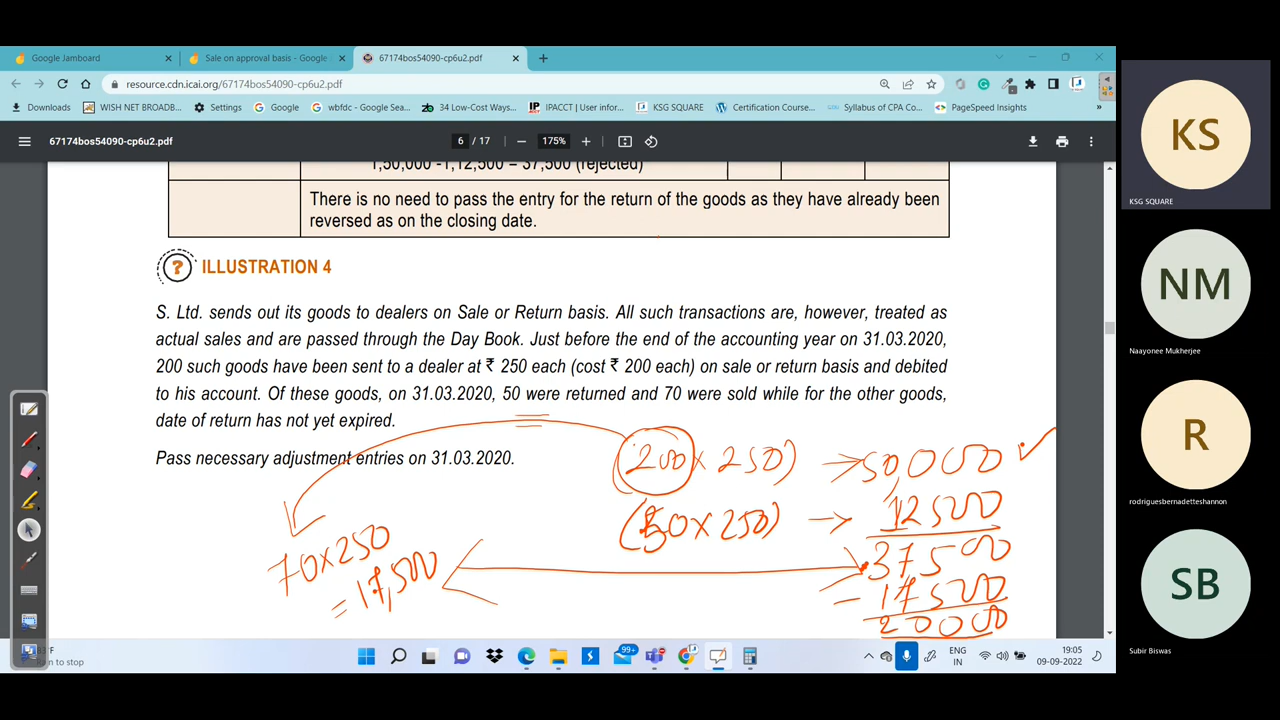 Google Jamboard
Sale on approval basis - Google
67174bos54090-cp6u2.pdf
resource.cdn.icai.org/67174bos54090-cp6u2.pdf
Downloads
WISH NET BROADB...
Settings
Google
wbfdc - Google Sea...
34 Low-Cost Ways...
IPACCT | User infor...
KSG SQUARE
Certification Course...
Syllabus of CPA Co...
PageSpeed Insights
67174bos54090-cp6u2.pdf
6 / 17
175%
1,50,000 -1,12,500 = 37,500 (rejected)
There is no need to pass the entry for the return of the goods as they have already been
reversed as on the closing date.
? ILLUSTRATION 4
S. Ltd. sends out its goods to dealers on Sale or Return basis. All such transactions are, however, treated as
actual sales and are passed through the Day Book. Just before the end of the accounting year on 31.03.2020,
200 such goods have been sent to a dealer at ₹ 250 each (cost ₹ 200 each) on sale or return basis and debited
to his account. Of these goods, on 31.03.2020, 50 were returned and 70 were sold while for the other goods,
date of return has not yet expired.
Pass necessary adjustment entries on 31.03.2020.
(200 x 250) → 50,000 ✓
(50 x 250) → 12500
37500
70 x 250
= 17,500
- 17500
20000
KS
KSG SQUARE
NM
Naayonee Mukherjee
R
rodriguesbernadetteshannon
SB
Subir Biswas
99+
ENG
IN
19:05
09-09-2022